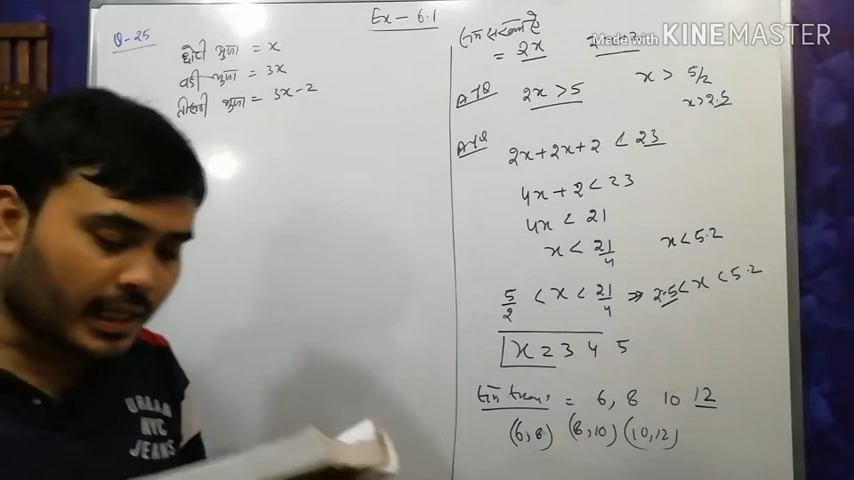 Ex - 6.1
Q-25
छोटी भुजा = x
बड़ी भुजा = 3x
तीसरी भुजा = 3x-2
= 2x
Made with KINEMASTER
ATQ 2x > 5 x > 5/2
x > 2.5
ATQ 2x+2x+2 < 23
4x+2 < 23
4x < 21
x < 21/4 x < 5.2
5/2 < x < 21/4 ⇒ 2.5 < x < 5.2
x = 3 4 5
= 6, 8 10 12
(6,8) (8,10) (10,12)
URBAN
NYC
JEANS